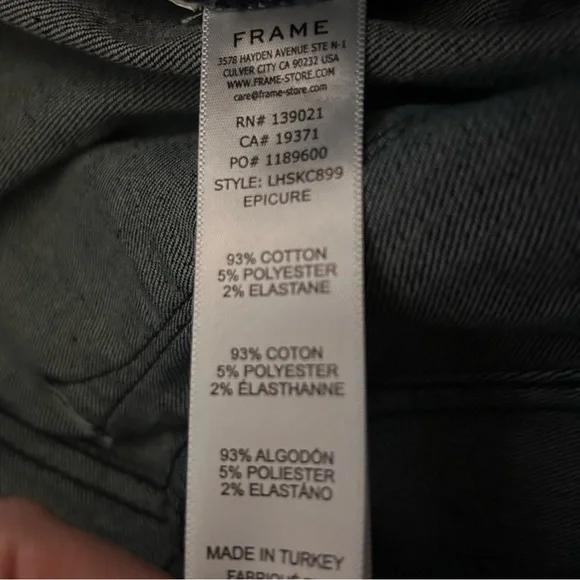 FRAME
3578 HAYDEN AVENUE STE N-1
CULVER CITY CA 90232 USA
WWW.FRAME-STORE.COM
care@frame-store.com
RN# 139021
CA# 19371
PO# 1189600
STYLE: LHSKC899
EPICURE
93% COTTON
5% POLYESTER
2% ELASTANE
93% COTON
5% POLYESTER
2% ÉLASTHANNE
93% ALGODÓN
5% POLIESTER
2% ELASTÁNO
MADE IN TURKEY
FABRIQUÉ